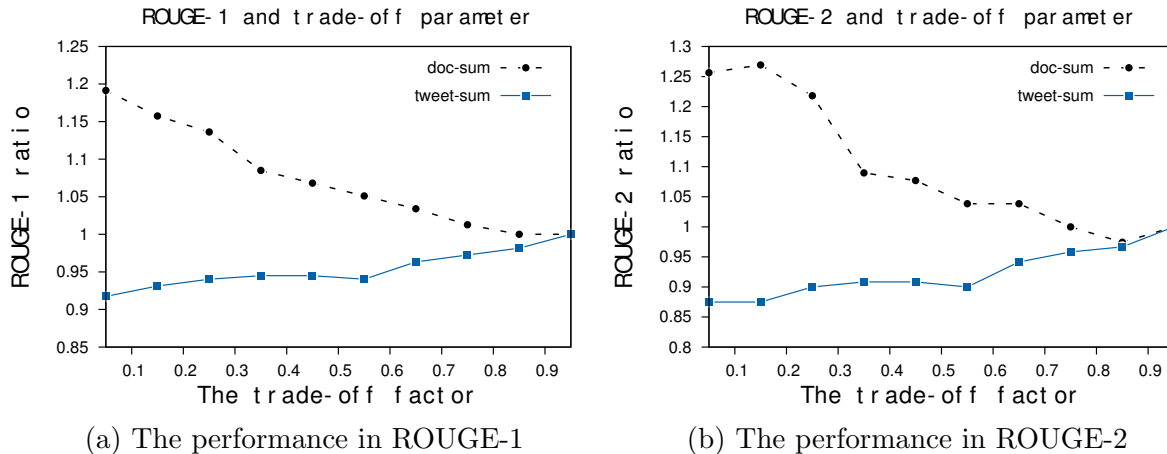 ROUGE-1 and trade-off parameter
1.25
1.2
1.15
1.1
1.05
1
0.95
0.9
0.85
ROUGE-1 ratio
doc-sum
tweet-sum
0.1 0.2 0.3 0.4 0.5 0.6 0.7 0.8 0.9
The trade-off factor
(a) The performance in ROUGE-1
ROUGE-2 and trade-off parameter
1.3
1.25
1.2
1.15
1.1
1.05
1
0.95
0.9
0.85
0.8
ROUGE-2 ratio
doc-sum
tweet-sum
0.1 0.2 0.3 0.4 0.5 0.6 0.7 0.8 0.9
The trade-off factor
(b) The performance in ROUGE-2